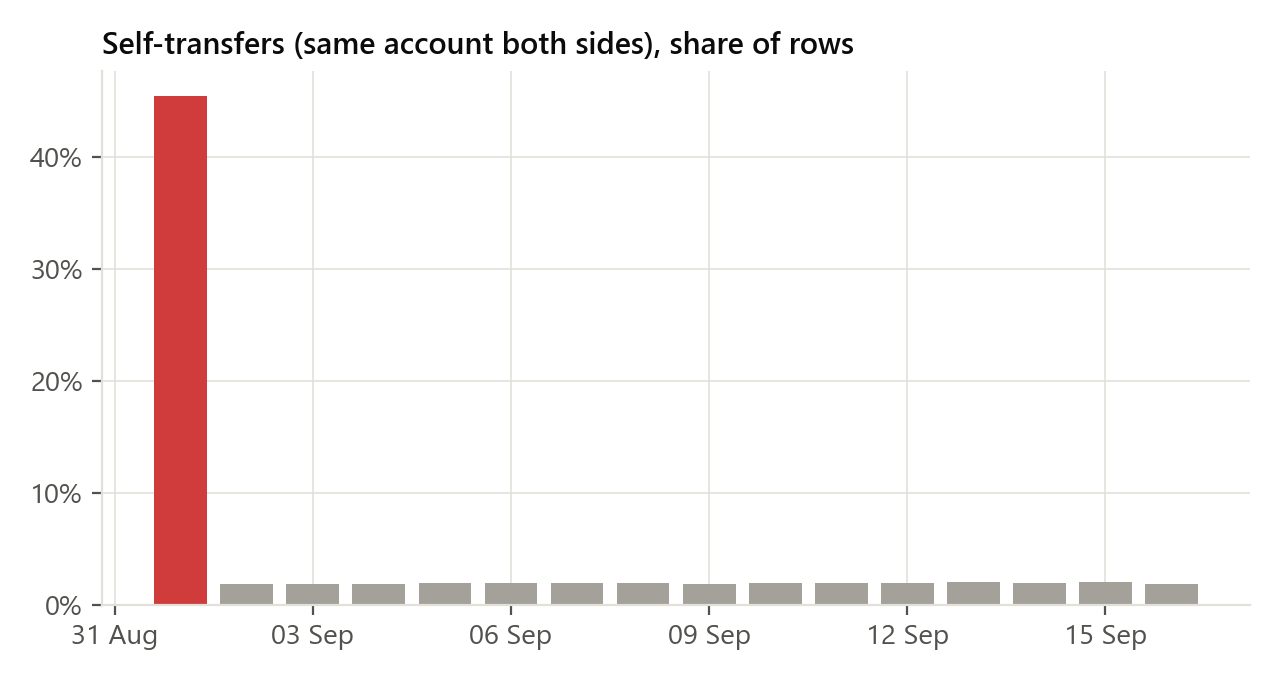 Self-transfers (same account both sides), share of rows
40%
30%
20%
10%
0%
31 Aug 03 Sep 06 Sep 09 Sep 12 Sep 15 Sep